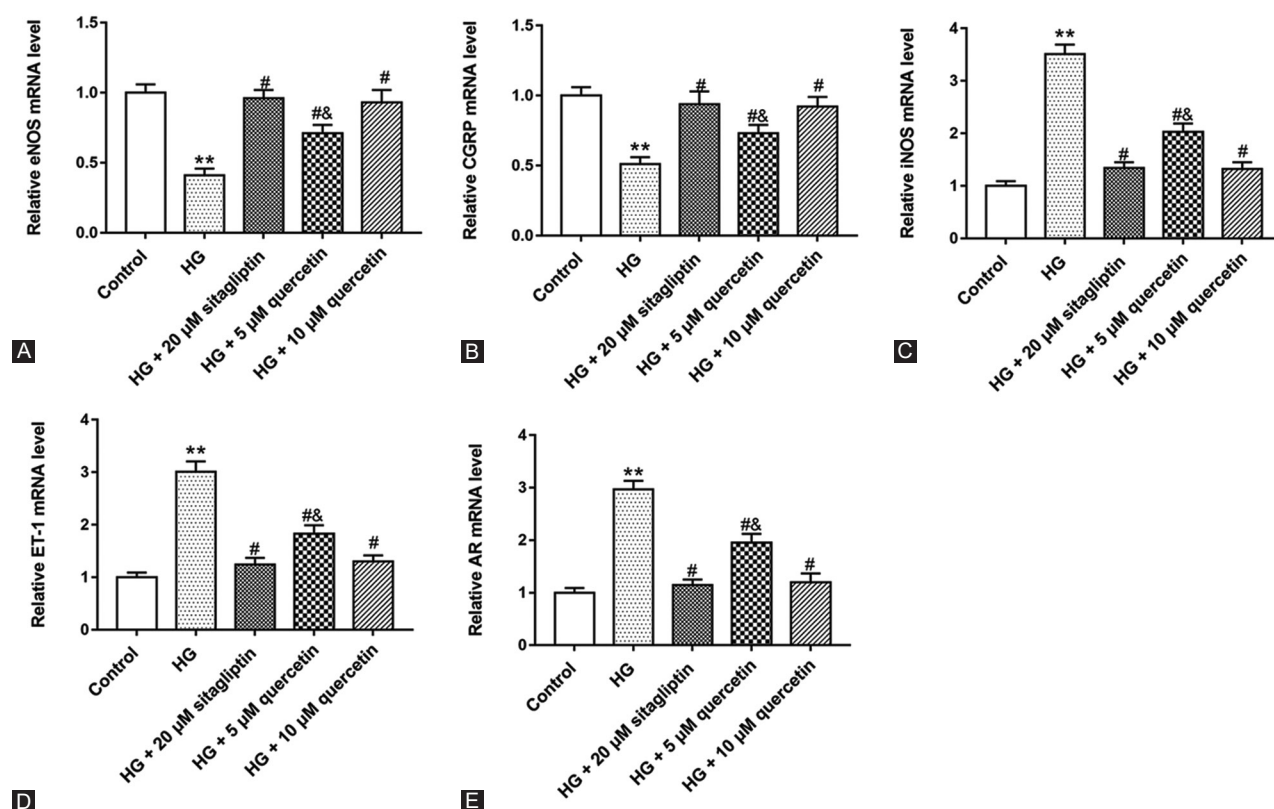 Relative eNOS mRNA level
1.5
1.0
0.5
0.0
**
#
#&
#
Control
HG
HG + 20 µM sitagliptin
HG + 5 µM quercetin
HG + 10 µM quercetin
A
Relative CGRP mRNA level
1.5
1.0
0.5
0.0
**
#
#&
#
Control
HG
HG + 20 µM sitagliptin
HG + 5 µM quercetin
HG + 10 µM quercetin
B
Relative iNOS mRNA level
4
3
2
1
0
**
#
#&
#
Control
HG
HG + 20 µM sitagliptin
HG + 5 µM quercetin
HG + 10 µM quercetin
C
Relative ET-1 mRNA level
4
3
2
1
0
**
#
#&
#
Control
HG
HG + 20 µM sitagliptin
HG + 5 µM quercetin
HG + 10 µM quercetin
D
Relative AR mRNA level
4
3
2
1
0
**
#
#&
#
Control
HG
HG + 20 µM sitagliptin
HG + 5 µM quercetin
HG + 10 µM quercetin
E